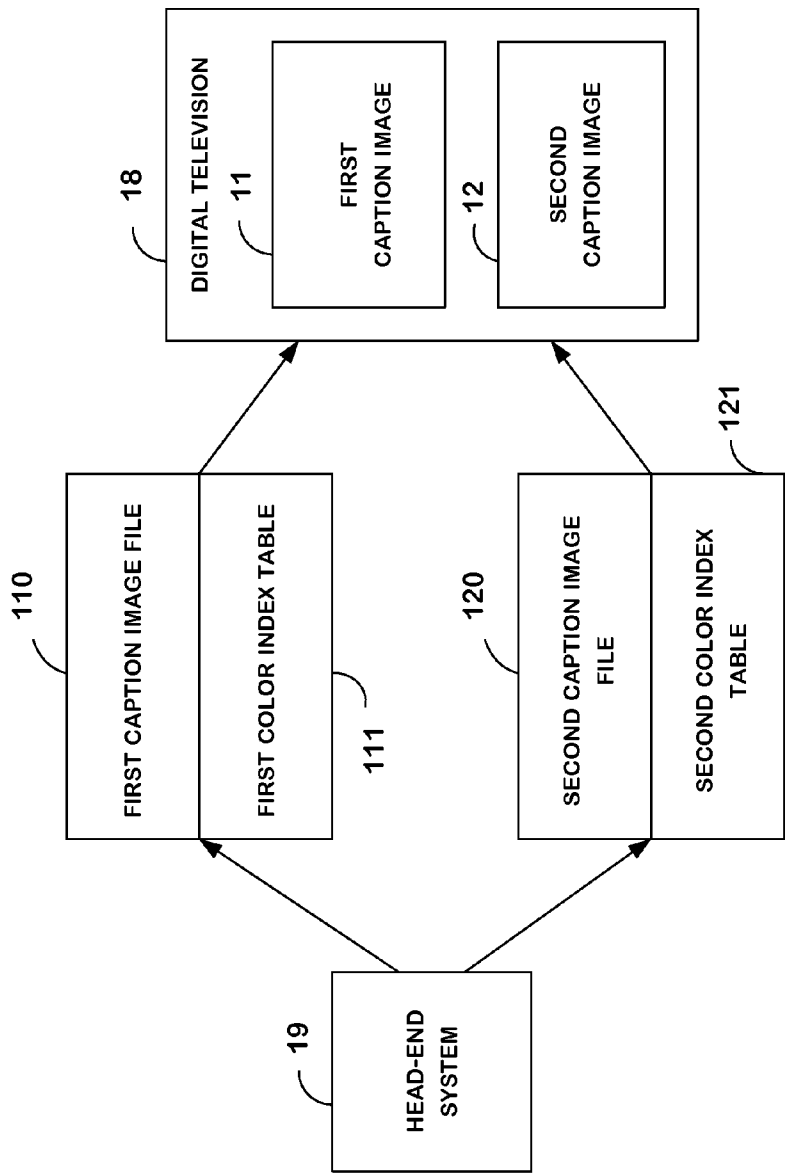 19
HEAD-END
SYSTEM
110
FIRST CAPTION IMAGE FILE
FIRST COLOR INDEX TABLE
111
120
SECOND CAPTION IMAGE
FILE
SECOND COLOR INDEX
TABLE
121
18
DIGITAL TELEVISION
11
FIRST
CAPTION IMAGE
12
SECOND
CAPTION IMAGE